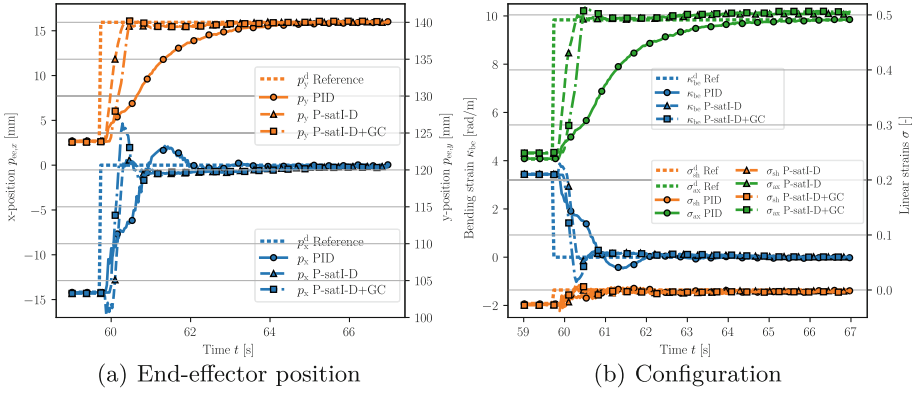 15
10
5
0
−5
−10
−15
x-position p_{ee,x} [mm]
p_y^d Reference
p_y PID
p_y P-satI-D
p_y P-satI-D+GC
p_x^d Reference
p_x PID
p_x P-satI-D
p_x P-satI-D+GC
140
135
130
125
120
115
110
105
100
y-position p_{ee,y} [mm]
60 62 64 66
Time t [s]
(a) End-effector position
10
8
6
4
2
0
−2
Bending strain κ_be [rad/m]
κ_be^d Ref
κ_be PID
κ_be P-satI-D
κ_be P-satI-D+GC
σ_sh^d Ref
σ_ax^d Ref
σ_sh PID
σ_ax PID
σ_sh P-satI-D
σ_ax P-satI-D
σ_sh P-satI-D+GC
σ_ax P-satI-D+GC
0.5
0.4
0.3
0.2
0.1
0.0
Linear strains σ [-]
59 60 61 62 63 64 65 66 67
Time t [s]
(b) Configuration